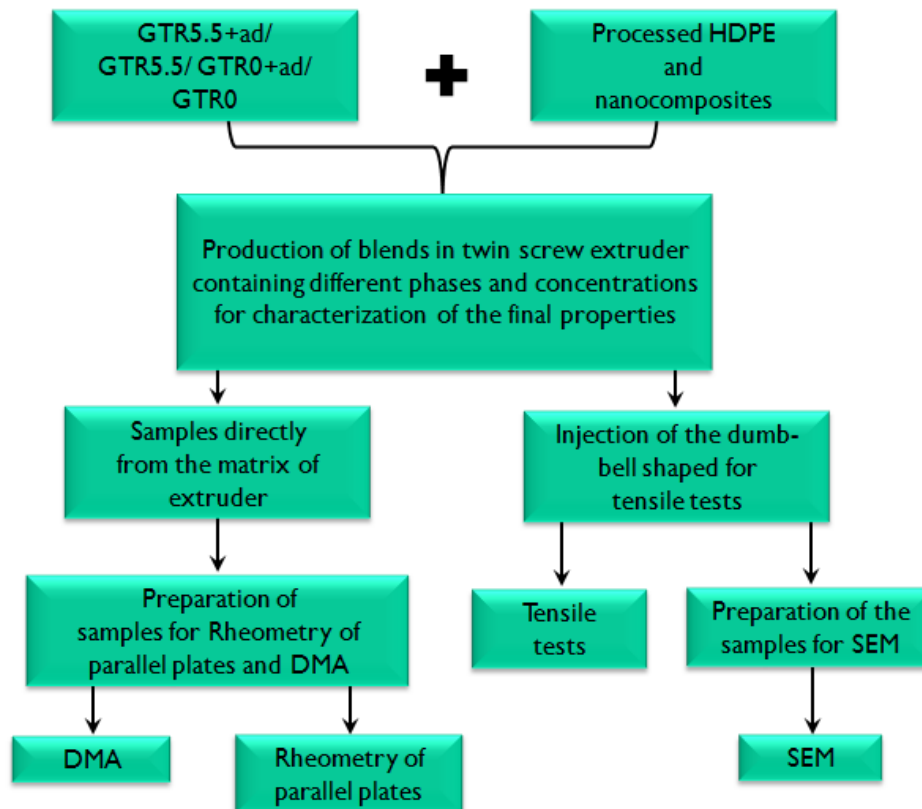 GTR5.5+ad/
GTR5.5/ GTR0+ad/
GTR0
Processed HDPE
and
nanocomposites
Production of blends in twin screw extruder
containing different phases and concentrations
for characterization of the final properties
Samples directly
from the matrix of
extruder
Injection of the dumb-
bell shaped for
tensile tests
Preparation of
samples for Rheometry of
parallel plates and DMA
Tensile
tests
Preparation of the
samples for SEM
DMA
Rheometry of
parallel plates
SEM